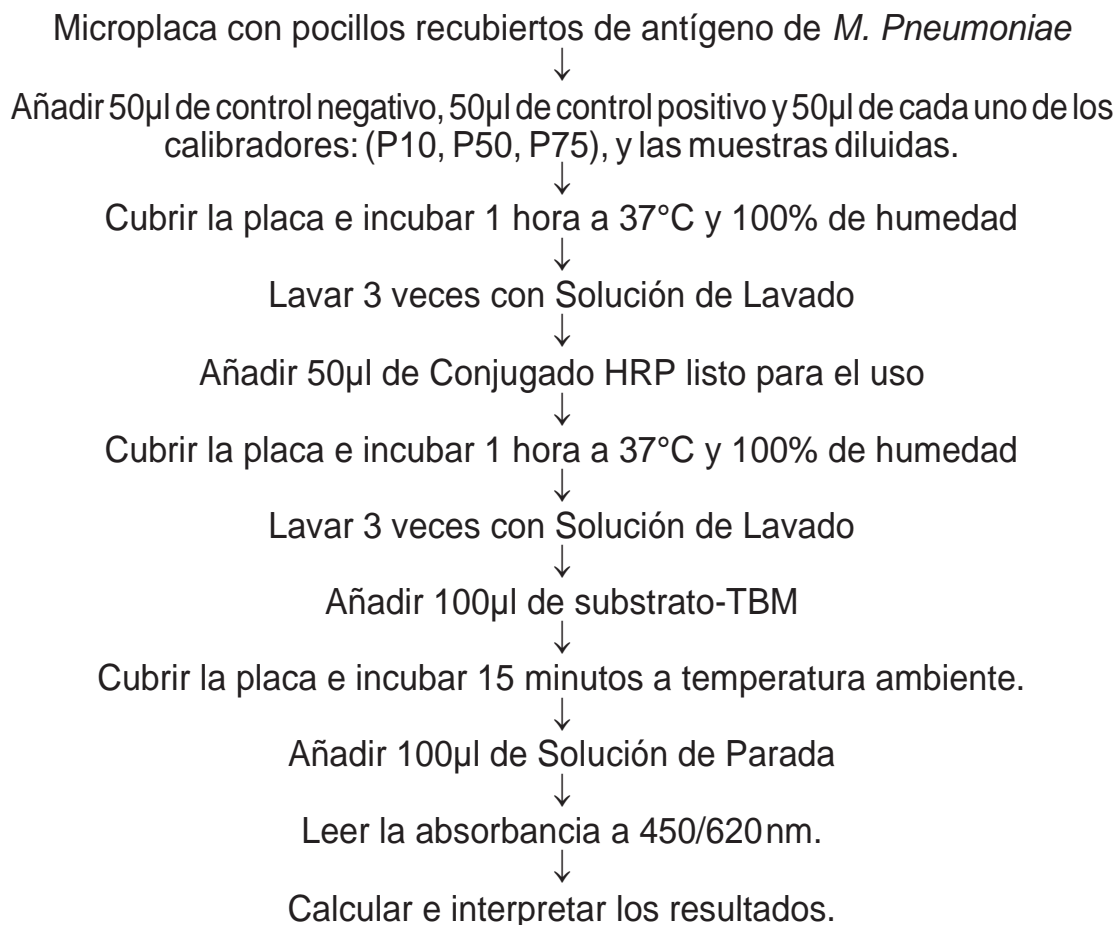 Microplaca con pocillos recubiertos de antígeno de M. Pneumoniae
↓
Añadir 50µl de control negativo, 50µl de control positivo y 50µl de cada uno de los
calibradores: (P10, P50, P75), y las muestras diluidas.
↓
Cubrir la placa e incubar 1 hora a 37°C y 100% de humedad
↓
Lavar 3 veces con Solución de Lavado
↓
Añadir 50µl de Conjugado HRP listo para el uso
↓
Cubrir la placa e incubar 1 hora a 37°C y 100% de humedad
↓
Lavar 3 veces con Solución de Lavado
↓
Añadir 100µl de substrato-TBM
↓
Cubrir la placa e incubar 15 minutos a temperatura ambiente.
↓
Añadir 100µl de Solución de Parada
↓
Leer la absorbancia a 450/620nm.
↓
Calcular e interpretar los resultados.